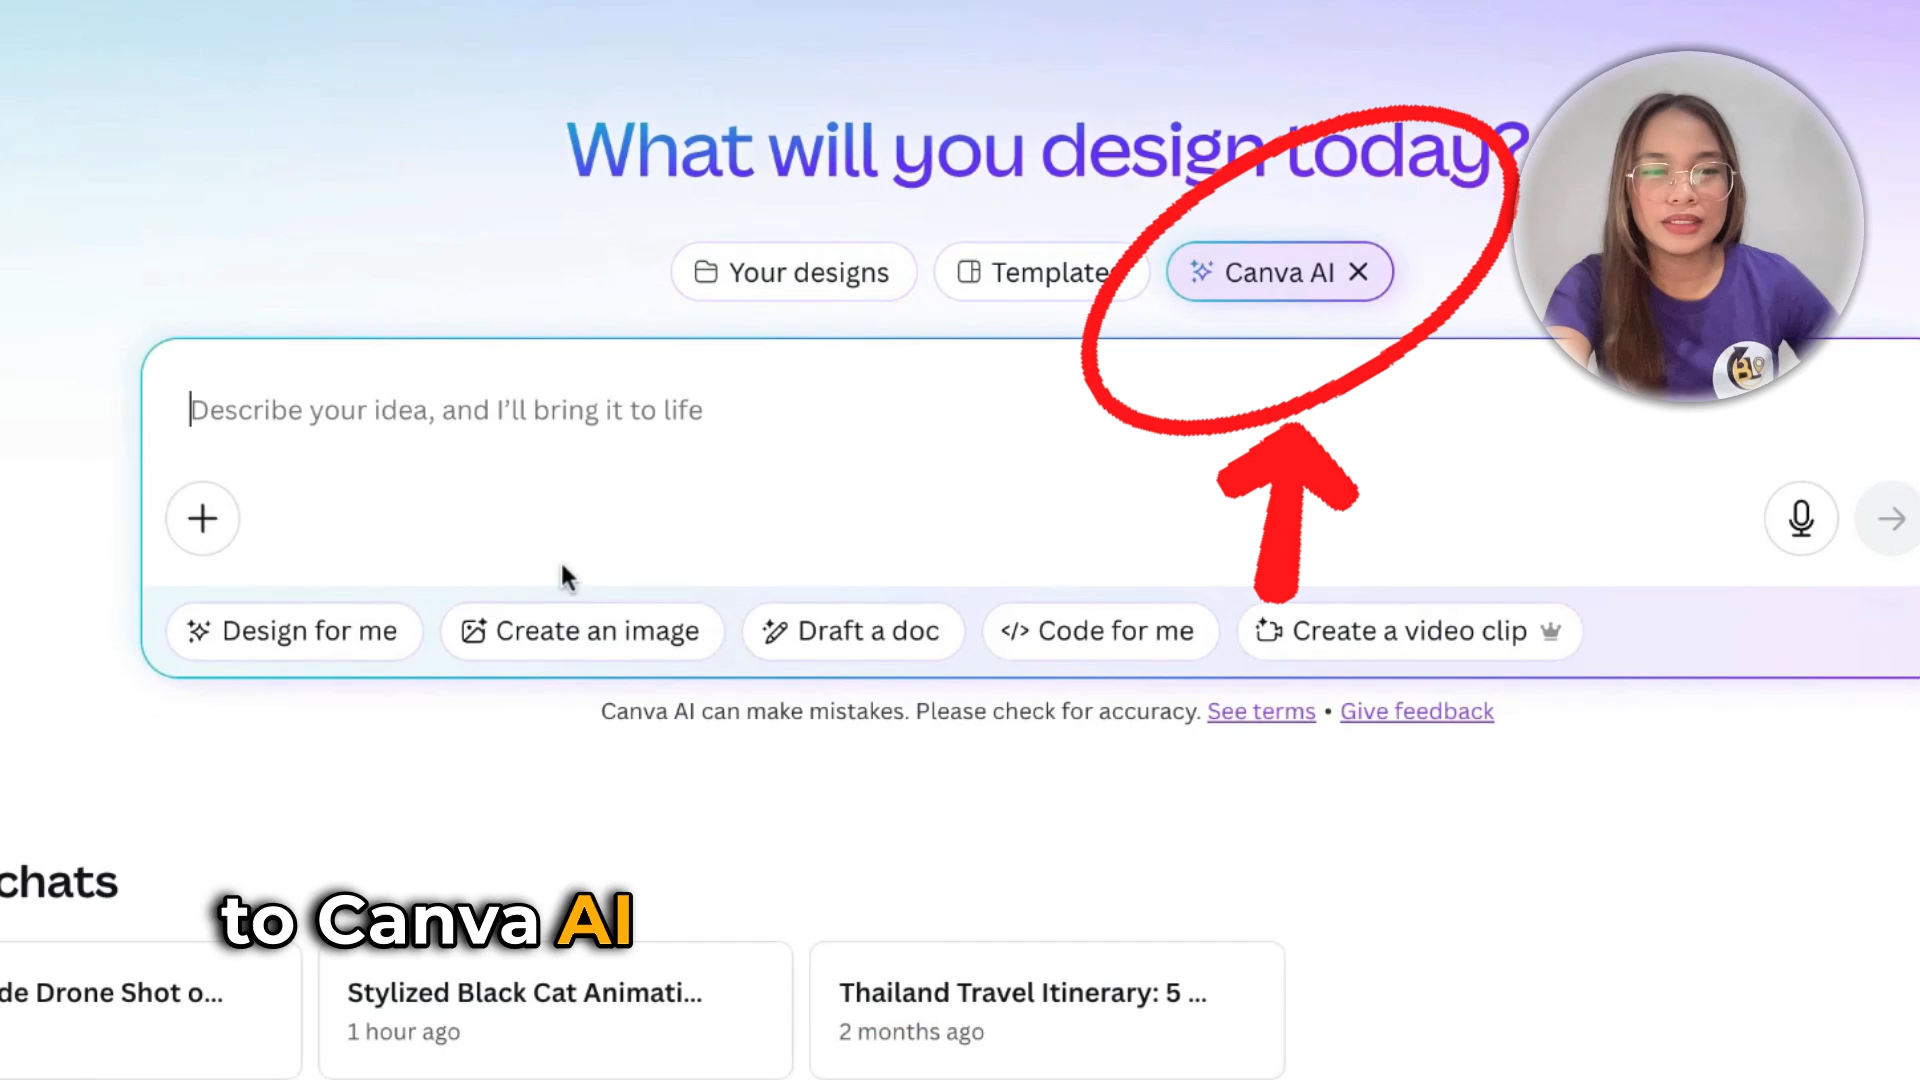 What will you design today?
Your designs
Templates
Canva AI
Describe your idea, and I'll bring it to life
Design for me
Create an image
Draft a doc
</> Code for me
Create a video clip
Canva AI can make mistakes. Please check for accuracy. See terms • Give feedback
chats
to Canva AI
de Drone Shot o...
Stylized Black Cat Animati...
1 hour ago
Thailand Travel Itinerary: 5 ...
2 months ago